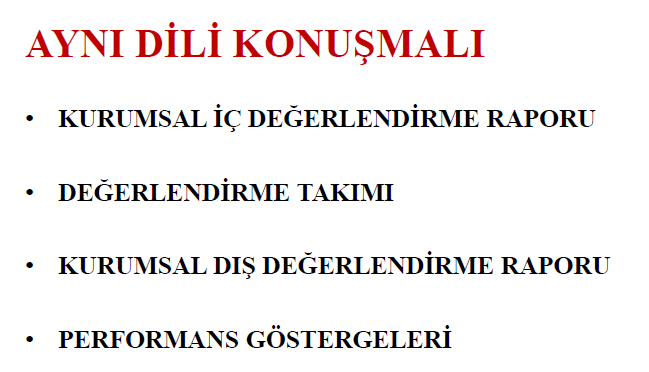 AYNI DİLİ KONUŞMALI
• KURUMSAL İÇ DEĞERLENDİRME RAPORU
• DEĞERLENDİRME TAKIMI
• KURUMSAL DIŞ DEĞERLENDİRME RAPORU
• PERFORMANS GÖSTERGELERİ